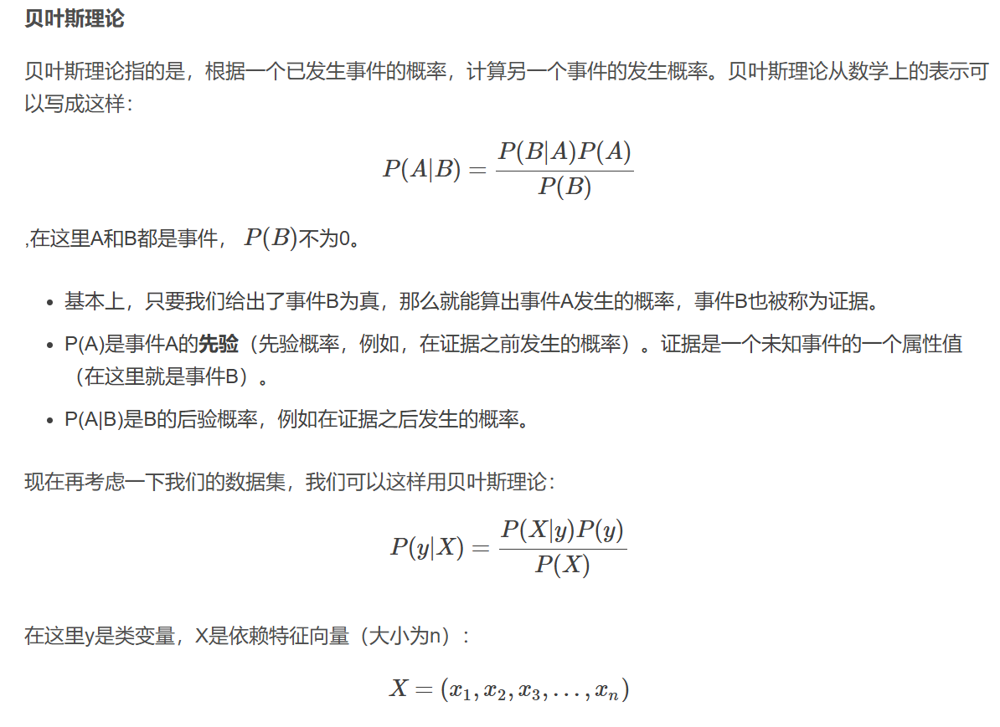 贝叶斯理论
贝叶斯理论指的是，根据一个已发生事件的概率，计算另一个事件的发生概率。贝叶斯理论从数学上的表示可
以写成这样：
P(A|B) = \frac{P(B|A)P(A)}{P(B)}
,在这里A和B都是事件， P(B)不为0。
• 基本上，只要我们给出了事件B为真，那么就能算出事件A发生的概率，事件B也被称为证据。
• P(A)是事件A的先验（先验概率，例如，在证据之前发生的概率）。证据是一个未知事件的一个属性值
（在这里就是事件B）。
• P(A|B)是B的后验概率，例如在证据之后发生的概率。
现在再考虑一下我们的数据集，我们可以这样用贝叶斯理论：
P(y|X) = \frac{P(X|y)P(y)}{P(X)}
在这里y是类变量，X是依赖特征向量（大小为n）：
X = (x_1, x_2, x_3, ..., x_n)